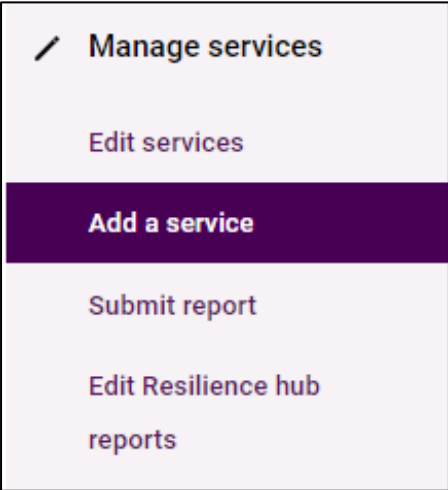 Manage services
Edit services
Add a service
Submit report
Edit Resilience hub
reports